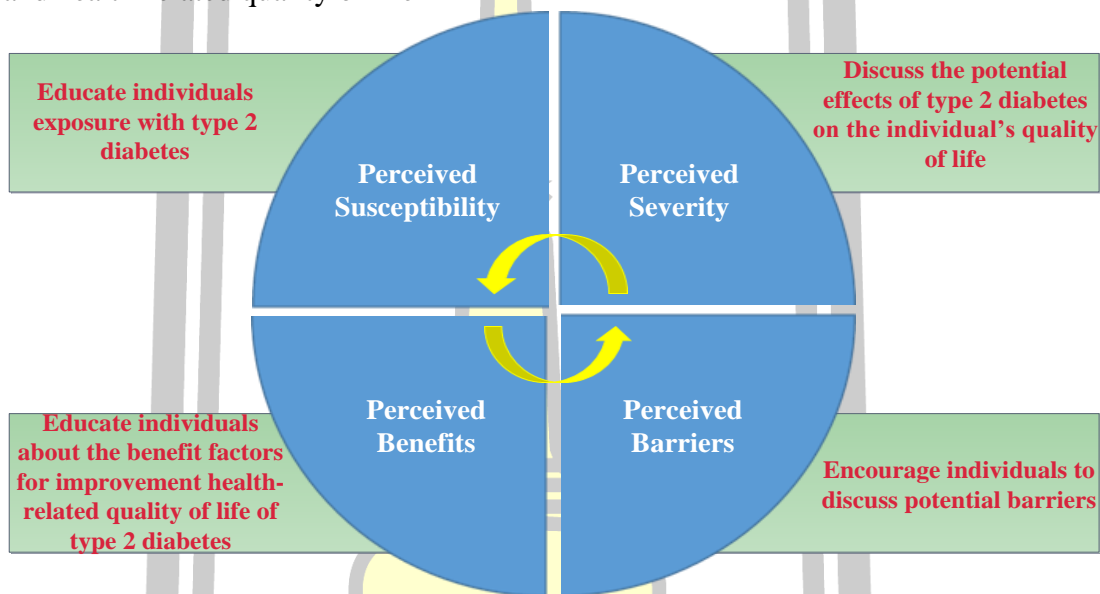 Educate individuals
exposure with type 2
diabetes
Discuss the potential
effects of type 2 diabetes
on the individual's quality
of life
Perceived
Susceptibility
Perceived
Severity
Perceived
Benefits
Perceived
Barriers
Educate individuals
about the benefit factors
for improvement health-
related quality of life of
type 2 diabetes
Encourage individuals to
discuss potential barriers